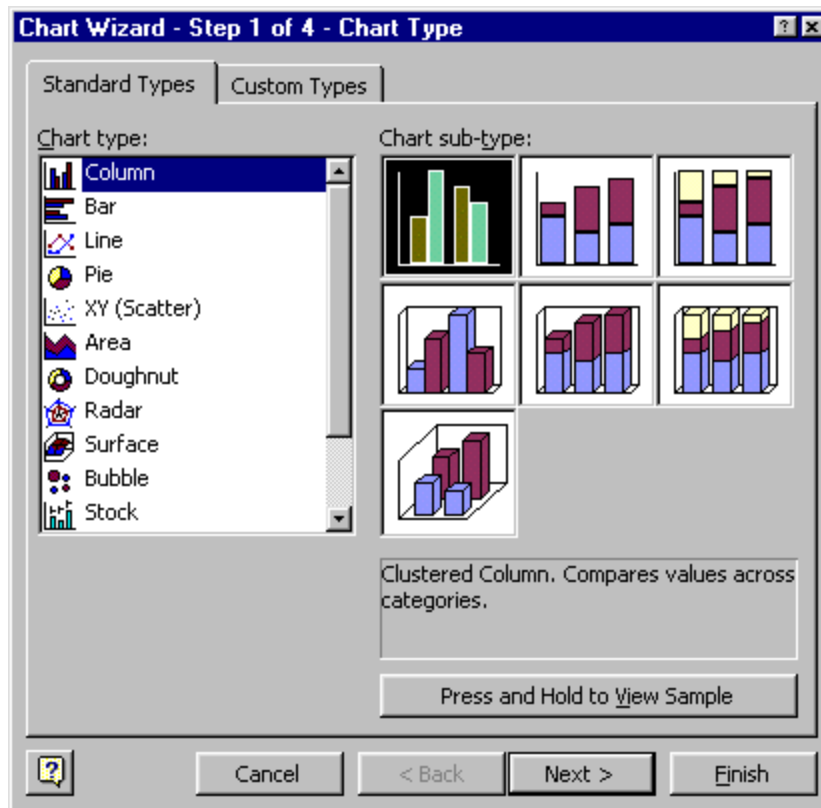 Chart Wizard - Step 1 of 4 - Chart Type
?
Standard Types
Custom Types
Chart type:
Column
Bar
Line
Pie
XY (Scatter)
Area
Doughnut
Radar
Surface
Bubble
Stock
Chart sub-type:
Clustered Column. Compares values across
categories.
Press and Hold to View Sample
?
Cancel
< Back
Next >
Finish